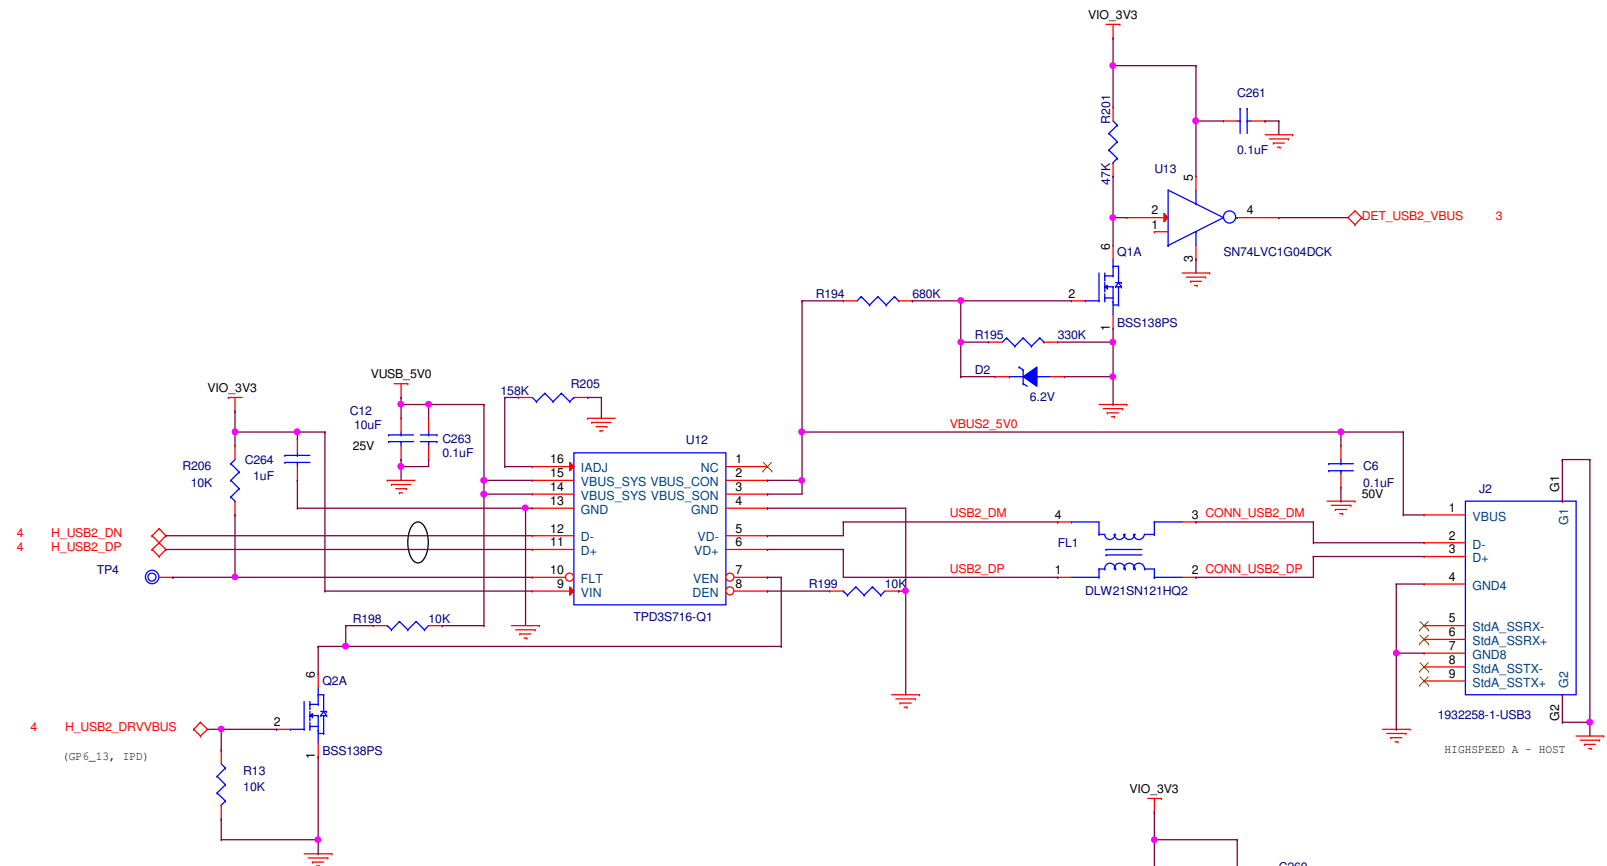 VIO_3V3
R201
47K
C261
0.1uF
U13
5
2
1
4
DET_USB2_VBUS 3
3
SN74LVC1G04DCK
6
Q1A
2
1
BSS138PS
R194 680K
R195 330K
D2
6.2V
VIO_3V3
VUSB_5V0
C12
10uF
25V
C263
0.1uF
158K R205
R206
10K
C264
1uF
VBUS2_5V0
U12
16 IADJ
15 VBUS_SYS
14 VBUS_SYS
13 GND
12 D-
11 D+
10 FLT
9 VIN
NC 1
VBUS_CON 2
VBUS_SON 3
GND 4
VD- 5
VD+ 6
VEN 7
DEN 8
TPD3S716-Q1
4 H_USB2_DN
4 H_USB2_DP
TP4
USB2_DM 4
3 CONN_USB2_DM
FL1
USB2_DP 1
2 CONN_USB2_DP
DLW21SN121HQ2
R199 10K
C6
0.1uF
50V
J2
G1
G1
1 VBUS
2 D-
3 D+
4 GND4
5 StdA_SSRX-
6 StdA_SSRX+
7 GND8
8 StdA_SSTX-
9 StdA_SSTX+
G2
G2
1932258-1-USB3
HIGHSPEED A - HOST
R198 10K
6
Q2A
2
1
BSS138PS
4 H_USB2_DRVVBUS
(GP6_13, IPD)
R13
10K
VIO_3V3